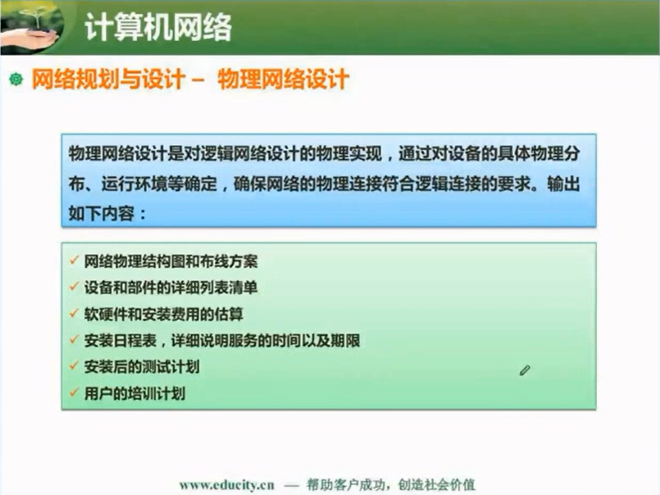 计算机网络
网络规划与设计 – 物理网络设计
物理网络设计是对逻辑网络设计的物理实现，通过对设备的具体物理分
布、运行环境等确定，确保网络的物理连接符合逻辑连接的要求。输出
如下内容：
✓ 网络物理结构图和布线方案
✓ 设备和部件的详细列表清单
✓ 软硬件和安装费用的估算
✓ 安装日程表，详细说明服务的时间以及期限
✓ 安装后的测试计划
✓ 用户的培训计划
www.educity.cn — 帮助客户成功，创造社会价值